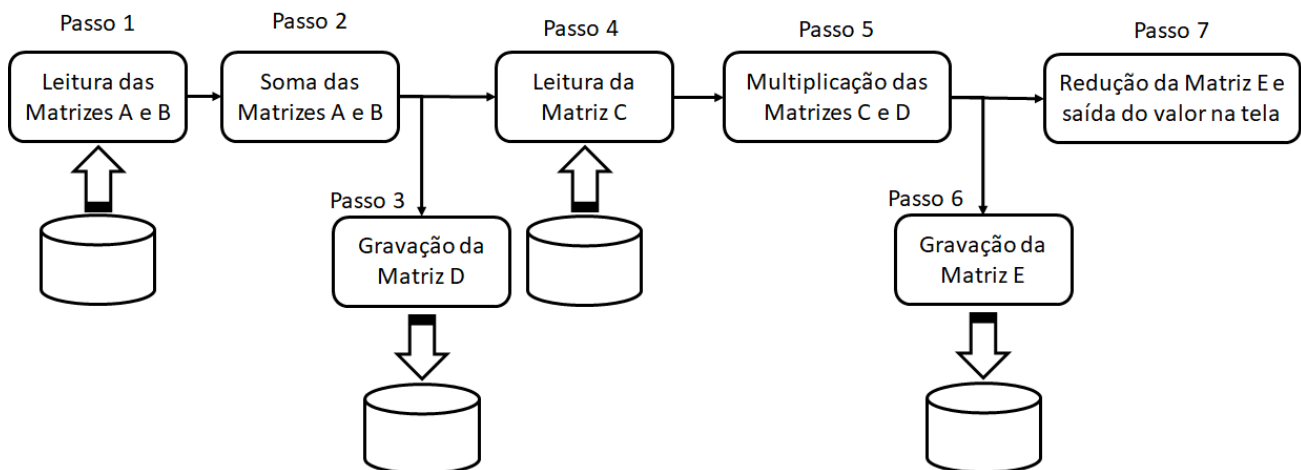 Passo 1
Leitura das
Matrizes A e B
Passo 2
Soma das
Matrizes A e B
Passo 3
Gravação da
Matriz D
Passo 4
Leitura da
Matriz C
Passo 5
Multiplicação das
Matrizes C e D
Passo 6
Gravação da
Matriz E
Passo 7
Redução da Matriz E e
saída do valor na tela